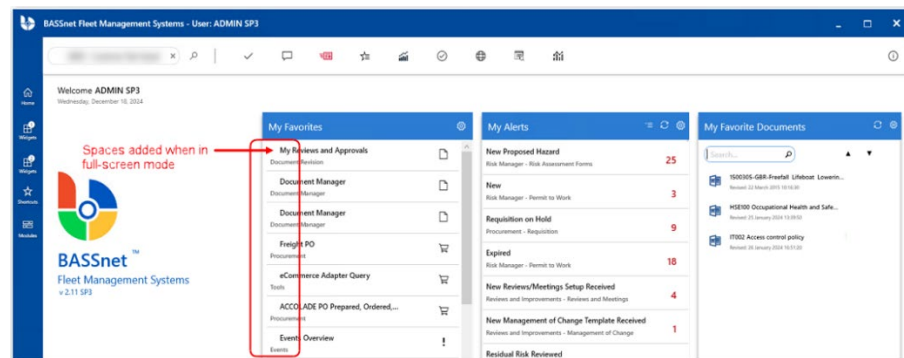 BASSnet Fleet Management Systems - User: ADMIN SP3
Welcome ADMIN SP3
Wednesday, December 18, 2024
Home
Widgets
Widgets
Shortcuts
Modules
Spaces added when in
full-screen mode
BASSnet ™
Fleet Management Systems
v 2.11 SP3
My Favorites
My Reviews and Approvals
Document Revision
Document Manager
Document Manager
Document Manager
Document Manager
Freight PO
Procurement
eCommerce Adapter Query
Tools
ACCOLADE PO Prepared, Ordered,...
Procurement
Events Overview
Events
My Alerts
New Proposed Hazard
Risk Manager - Risk Assessment Forms
25
New
Risk Manager - Permit to Work
3
Requisition on Hold
Procurement - Requisition
9
Expired
Risk Manager - Permit to Work
18
New Reviews/Meetings Setup Received
Reviews and Improvements - Reviews and Meetings
4
New Management of Change Template Received
Reviews and Improvements - Management of Change
1
Residual Risk Reviewed
My Favorite Documents
Search...
150030S-GBR-Freefall Lifeboat Lowerin...
Revised: 22 March 2015 10:16:30
HSE100 Occupational Health and Safe...
Revised: 25 January 2024 13:39:02
IT002 Access control policy
Revised: 26 January 2024 16:51:20